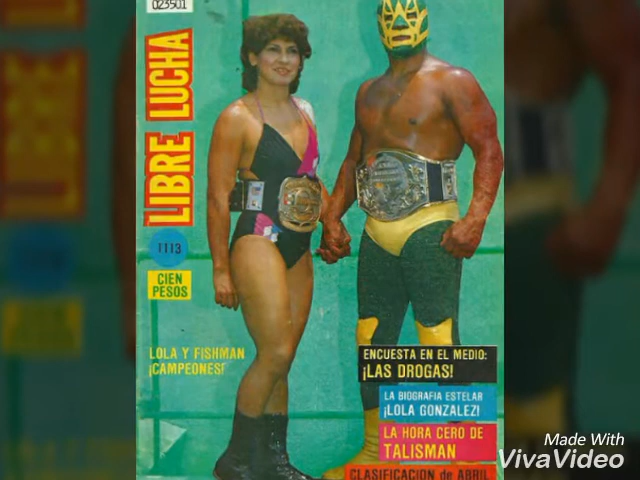 023501
LIBRE LUCHA
1113
CIEN
PESOS
LOLA Y FISHMAN
¡CAMPEONES!
ENCUESTA EN EL MEDIO:
¡LAS DROGAS!
LA BIOGRAFIA ESTELAR
¡LOLA GONZALEZ!
LA HORA CERO DE
TALISMAN
CLASIFICACION de ABRIL
Made With
VivaVideo